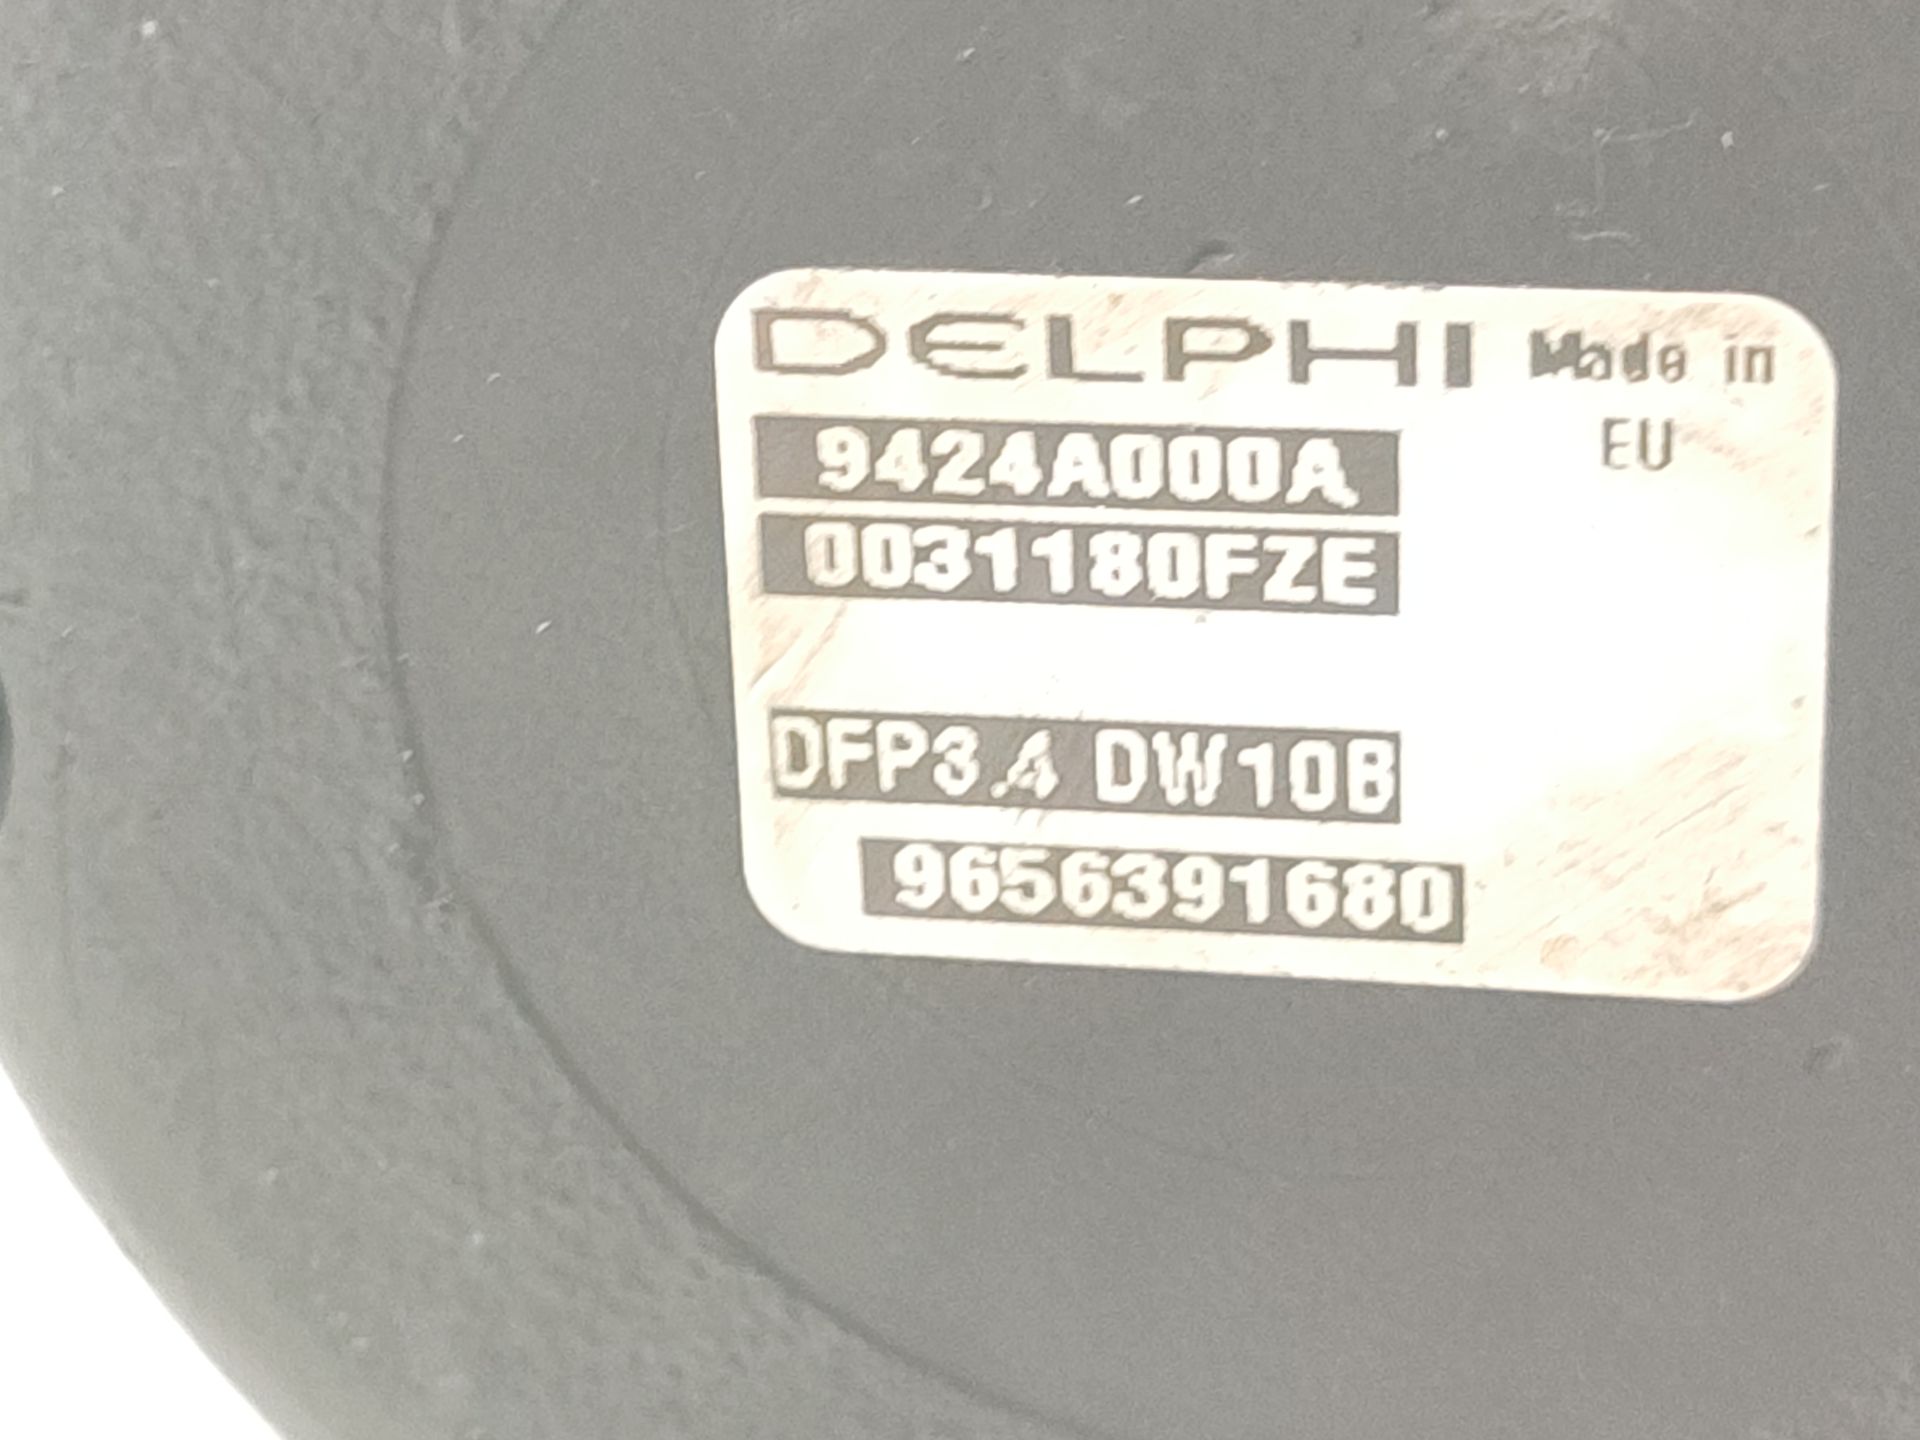 DELPHI Made in
EU
9424A000A
0031180FZE
DFP3.4 DW10B
9656391680